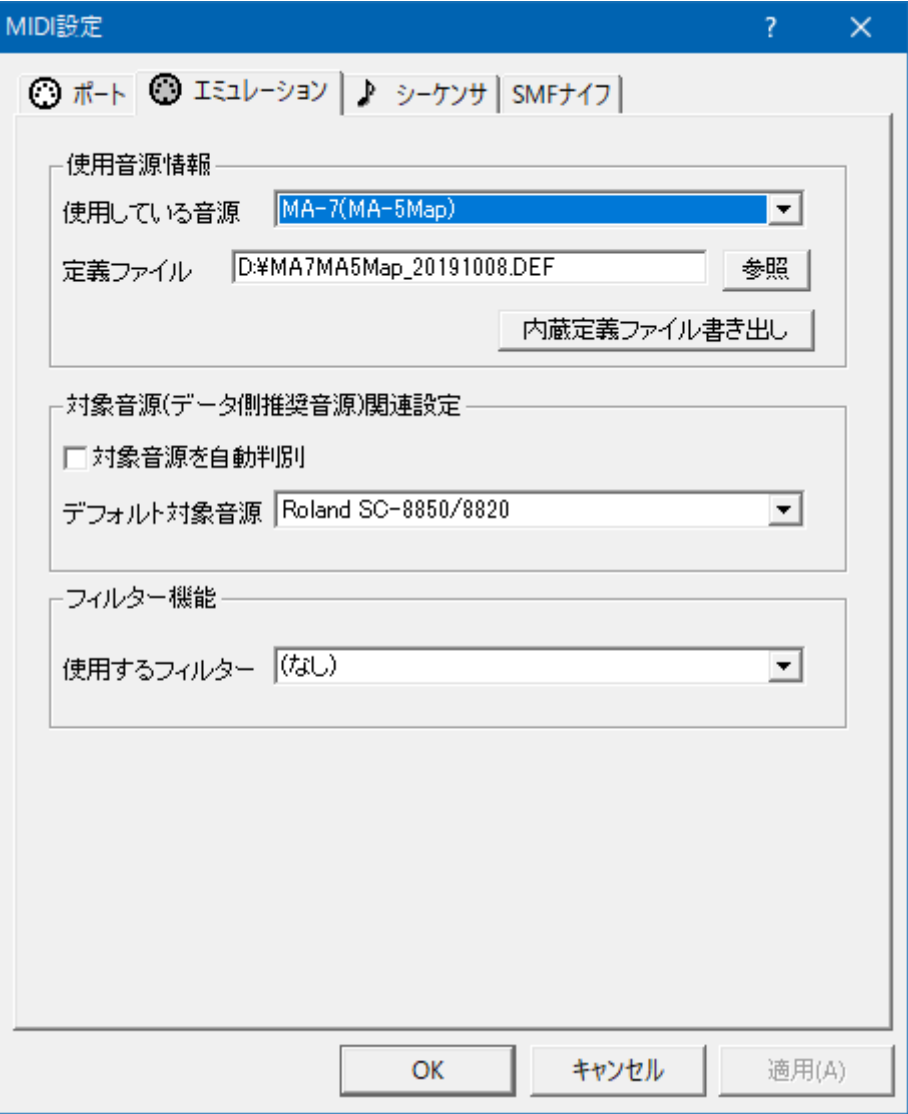 MIDI設定
?
ポート
エミュレーション
シーケンサ
SMFナイフ
使用音源情報
使用している音源 MA-7(MA-5Map)
定義ファイル D:¥MA7MA5Map_20191008.DEF 参照
内蔵定義ファイル書き出し
対象音源(データ側推奨音源)関連設定
対象音源を自動判別
デフォルト対象音源 Roland SC-8850/8820
フィルター機能
使用するフィルター (なし)
OK キャンセル 適用(A)